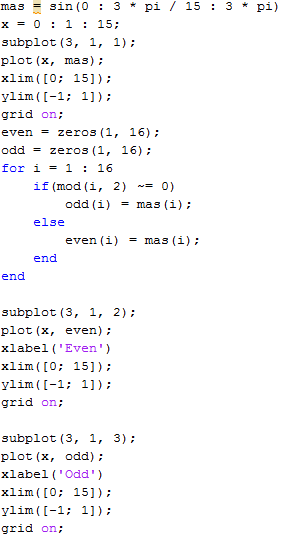 mas = sin(0 : 3 * pi / 15 : 3 * pi)
x = 0 : 1 : 15;
subplot(3, 1, 1);
plot(x, mas);
xlim([0; 15]);
ylim([-1; 1]);
grid on;
even = zeros(1, 16);
odd = zeros(1, 16);
for i = 1 : 16
    if(mod(i, 2) ~= 0)
        odd(i) = mas(i);
    else
        even(i) = mas(i);
    end
end

subplot(3, 1, 2);
plot(x, even);
xlabel('Even')
xlim([0; 15]);
ylim([-1; 1]);
grid on;

subplot(3, 1, 3);
plot(x, odd);
xlabel('Odd')
xlim([0; 15]);
ylim([-1; 1]);
grid on;